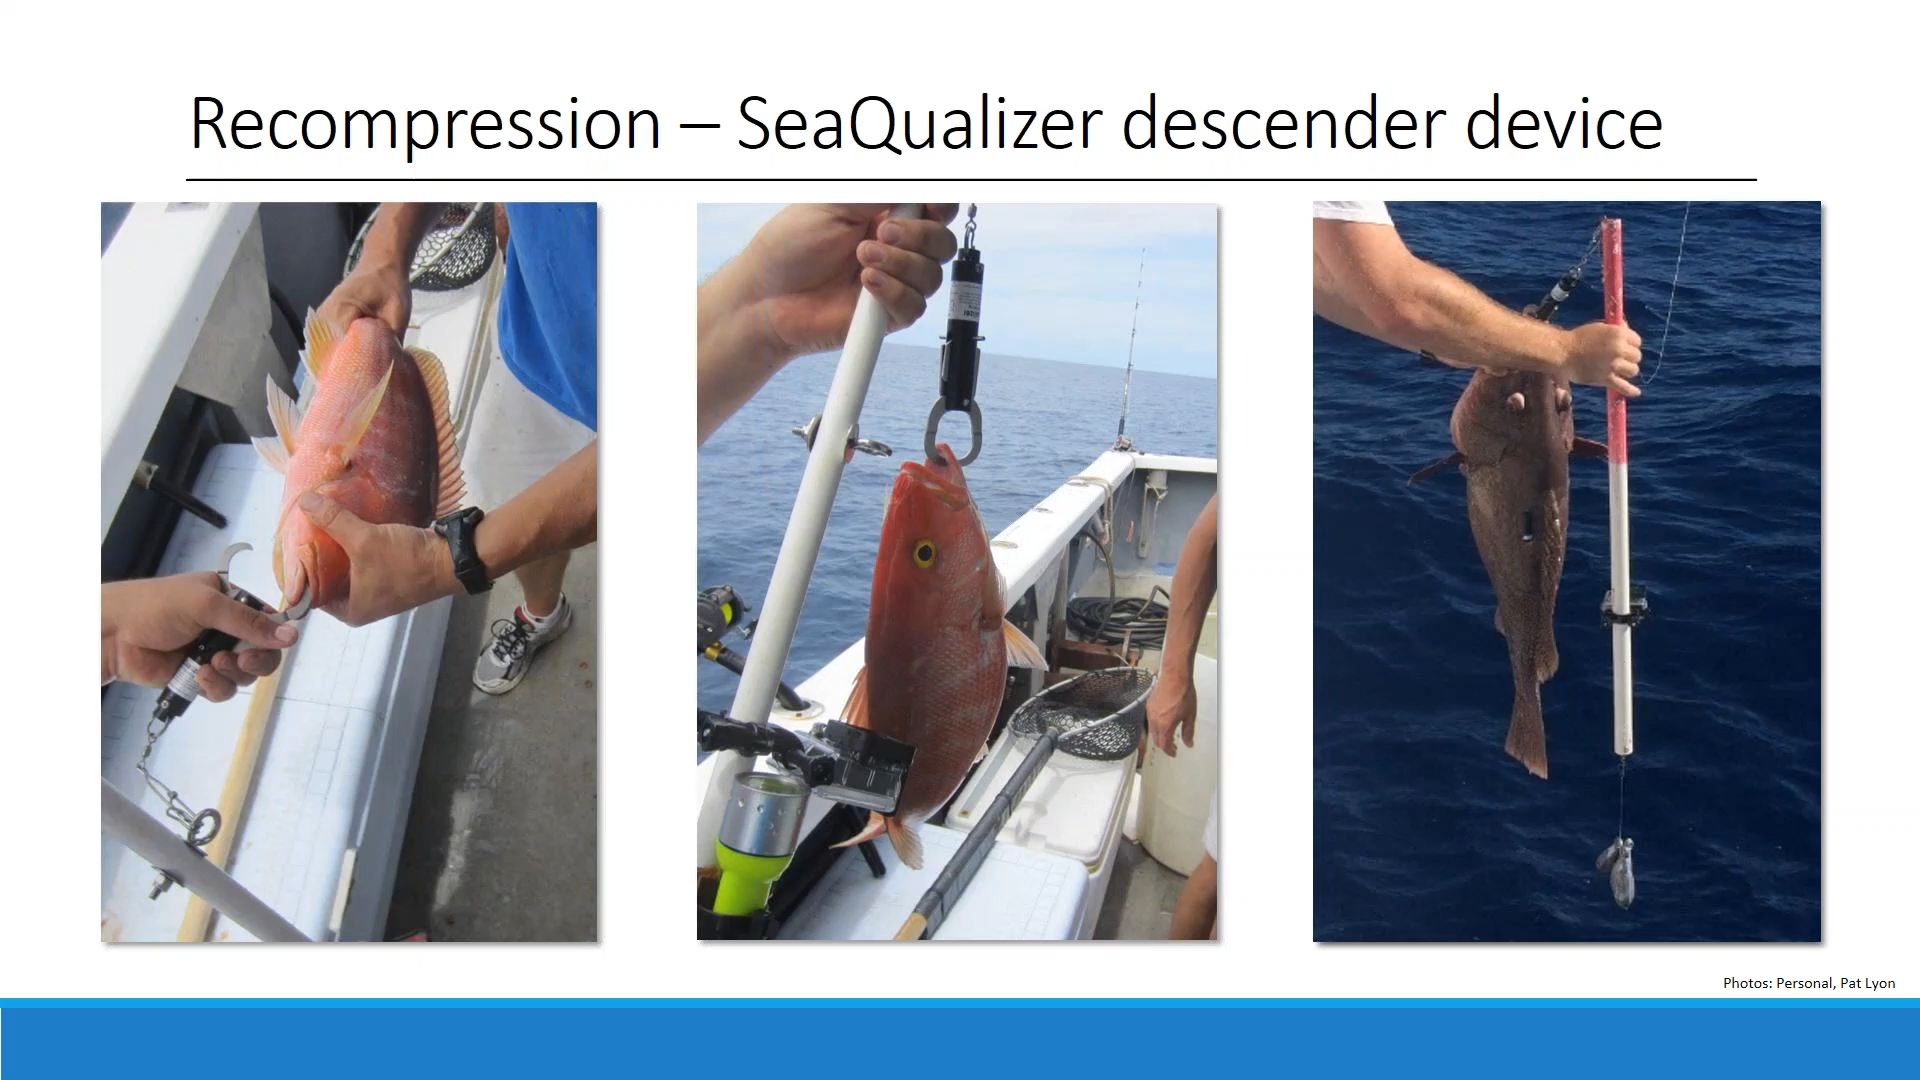 Recompression – SeaQualizer descender device
Photos: Personal, Pat Lyon